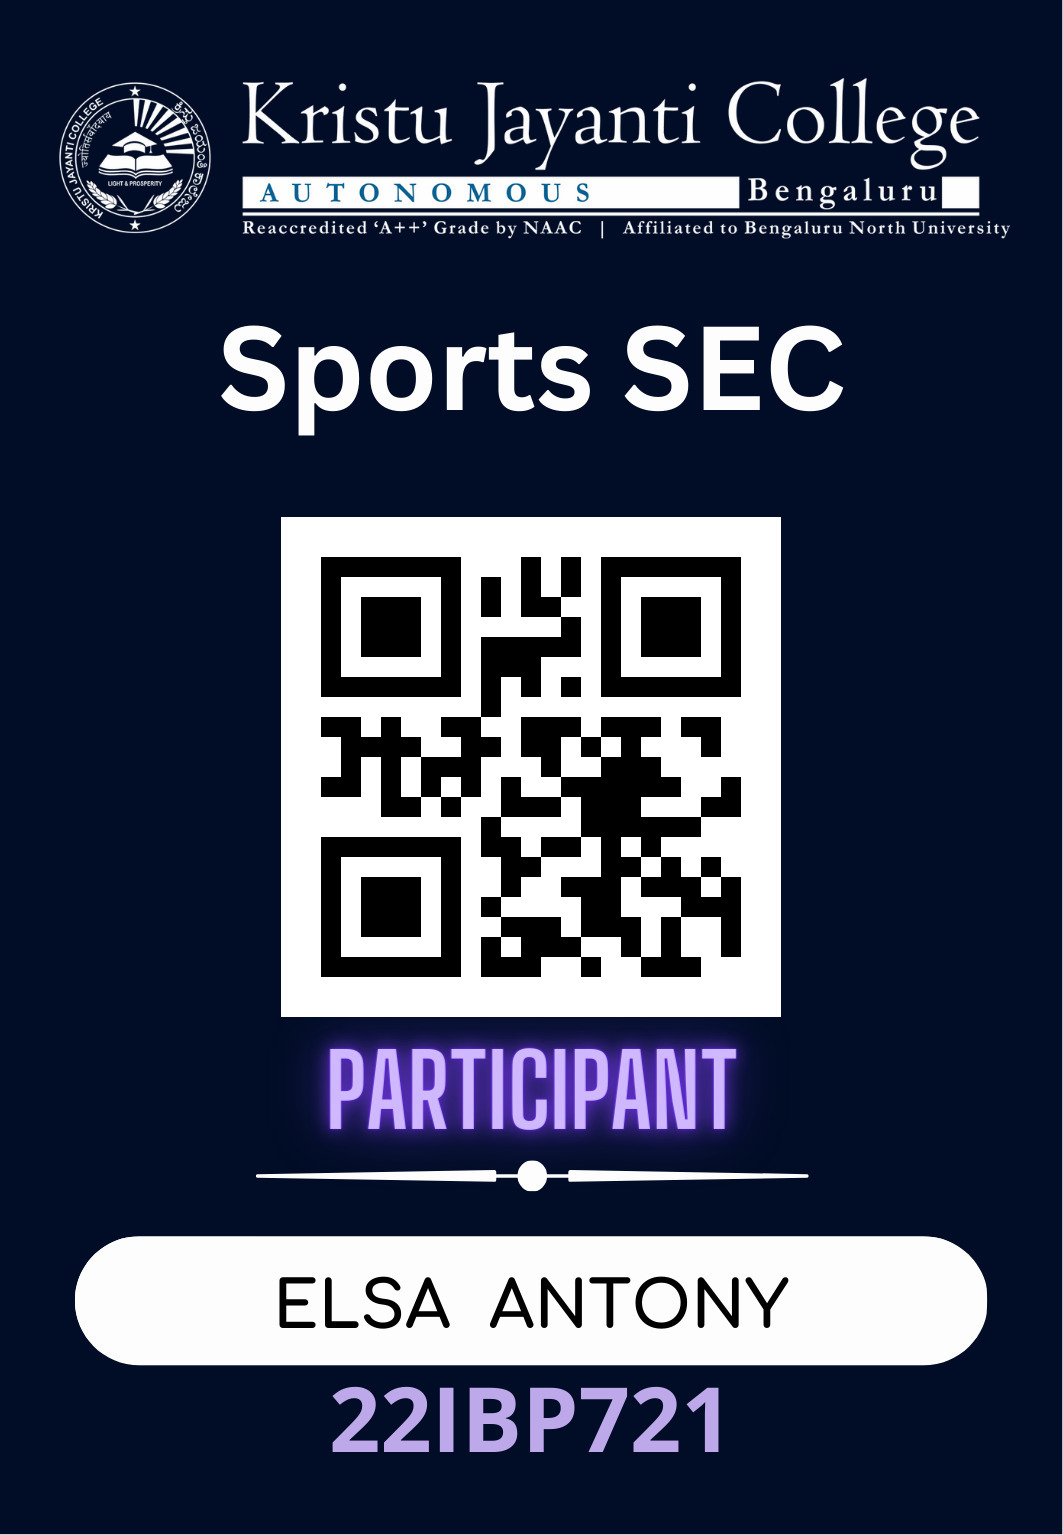 Kristu Jayanti College
AUTONOMOUS Bengaluru
Reaccredited ‘A++’ Grade by NAAC | Affiliated to Bengaluru North University
KRISTU JAYANTI COLLEGE
LIGHT & PROSPERITY
Sports SEC
PARTICIPANT
ELSA ANTONY
22IBP721